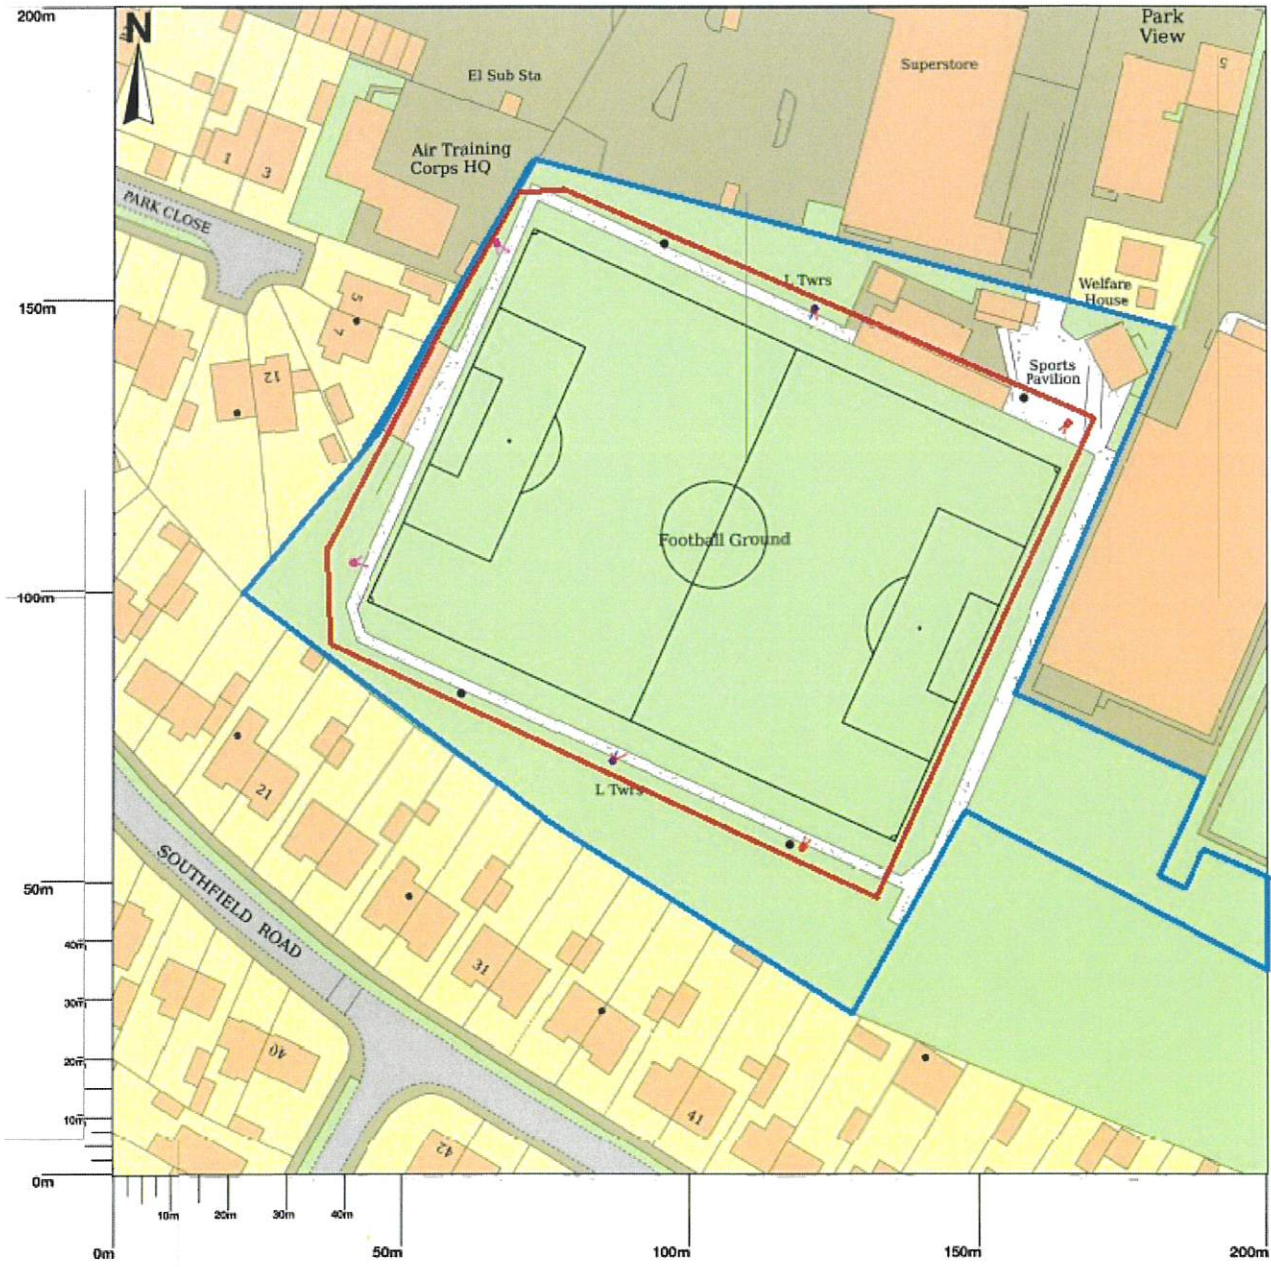 200m
N
El Sub Sta
Superstore
Park
View
5
Air Training
Corps HQ
1
3
PARK CLOSE
150m
5
7
L Twrs
Welfare
House
12
Sports
Pavilion
Football Ground
100m
21
L Twrs
50m
SOUTHFIELD ROAD
40m
31
30m
40
20m
10m
41
42
0m
10m
20m
30m
40m
0m
50m
100m
150m
200m